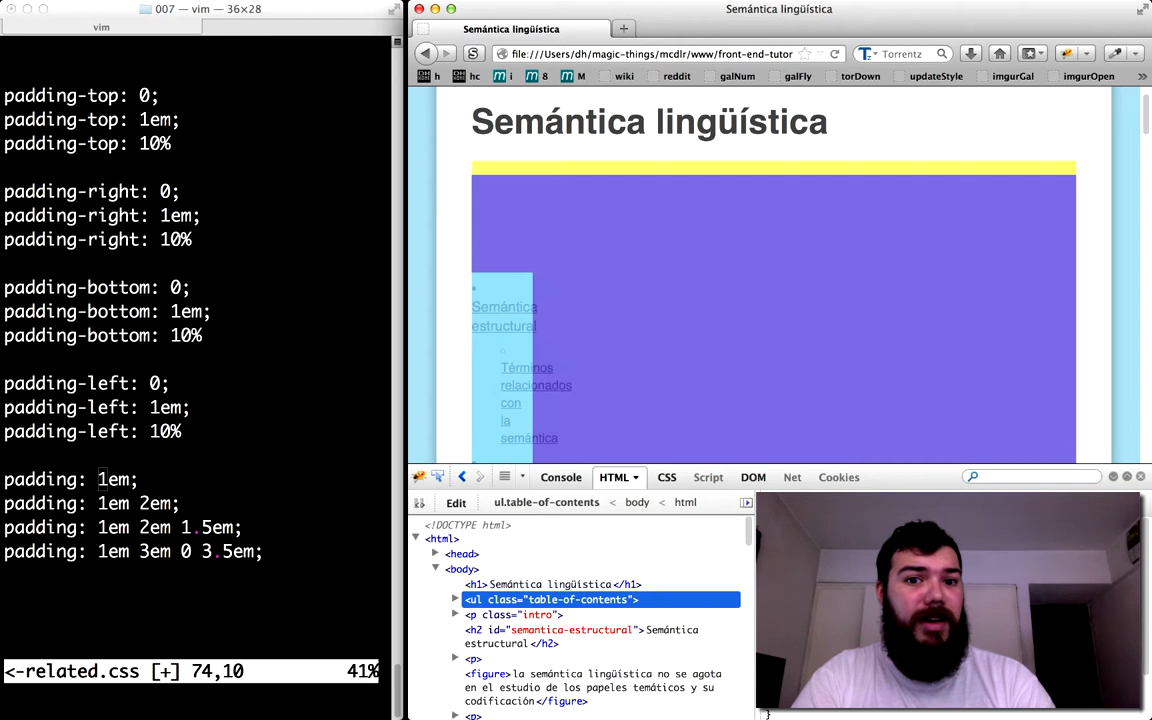 007 — vim — 36×28
vim
padding-top: 0;
padding-top: 1em;
padding-top: 10%
padding-right: 0;
padding-right: 1em;
padding-right: 10%
padding-bottom: 0;
padding-bottom: 1em;
padding-bottom: 10%
padding-left: 0;
padding-left: 1em;
padding-left: 10%
padding: 1em;
padding: 1em 2em;
padding: 1em 2em 1.5em;
padding: 1em 3em 0 3.5em;
<-related.css [+] 74,10 41%
Semántica lingüística
Semántica lingüística
file:///Users/dh/magic-things/mcdlr/www/front-end-tutor
Torrentz
h hc i 8 M wiki reddit galNum galFly torDown updateStyle imgurGal imgurOpen »
Semántica lingüística
Semántica
estructural
Términos
relacionados
con
la
semántica
Console HTML CSS Script DOM Net Cookies
Edit ul.table-of-contents < body < html
<!DOCTYPE html>
<html>
<head>
<body>
<h1>Semántica lingüística</h1>
<ul class="table-of-contents">
<p class="intro">
<h2 id="semantica-estructural">Semántica
estructural</h2>
<p>
<figure>la semántica lingüística no se agota
en el estudio de los papeles temáticos y su
codificación</figure>
<p>
}